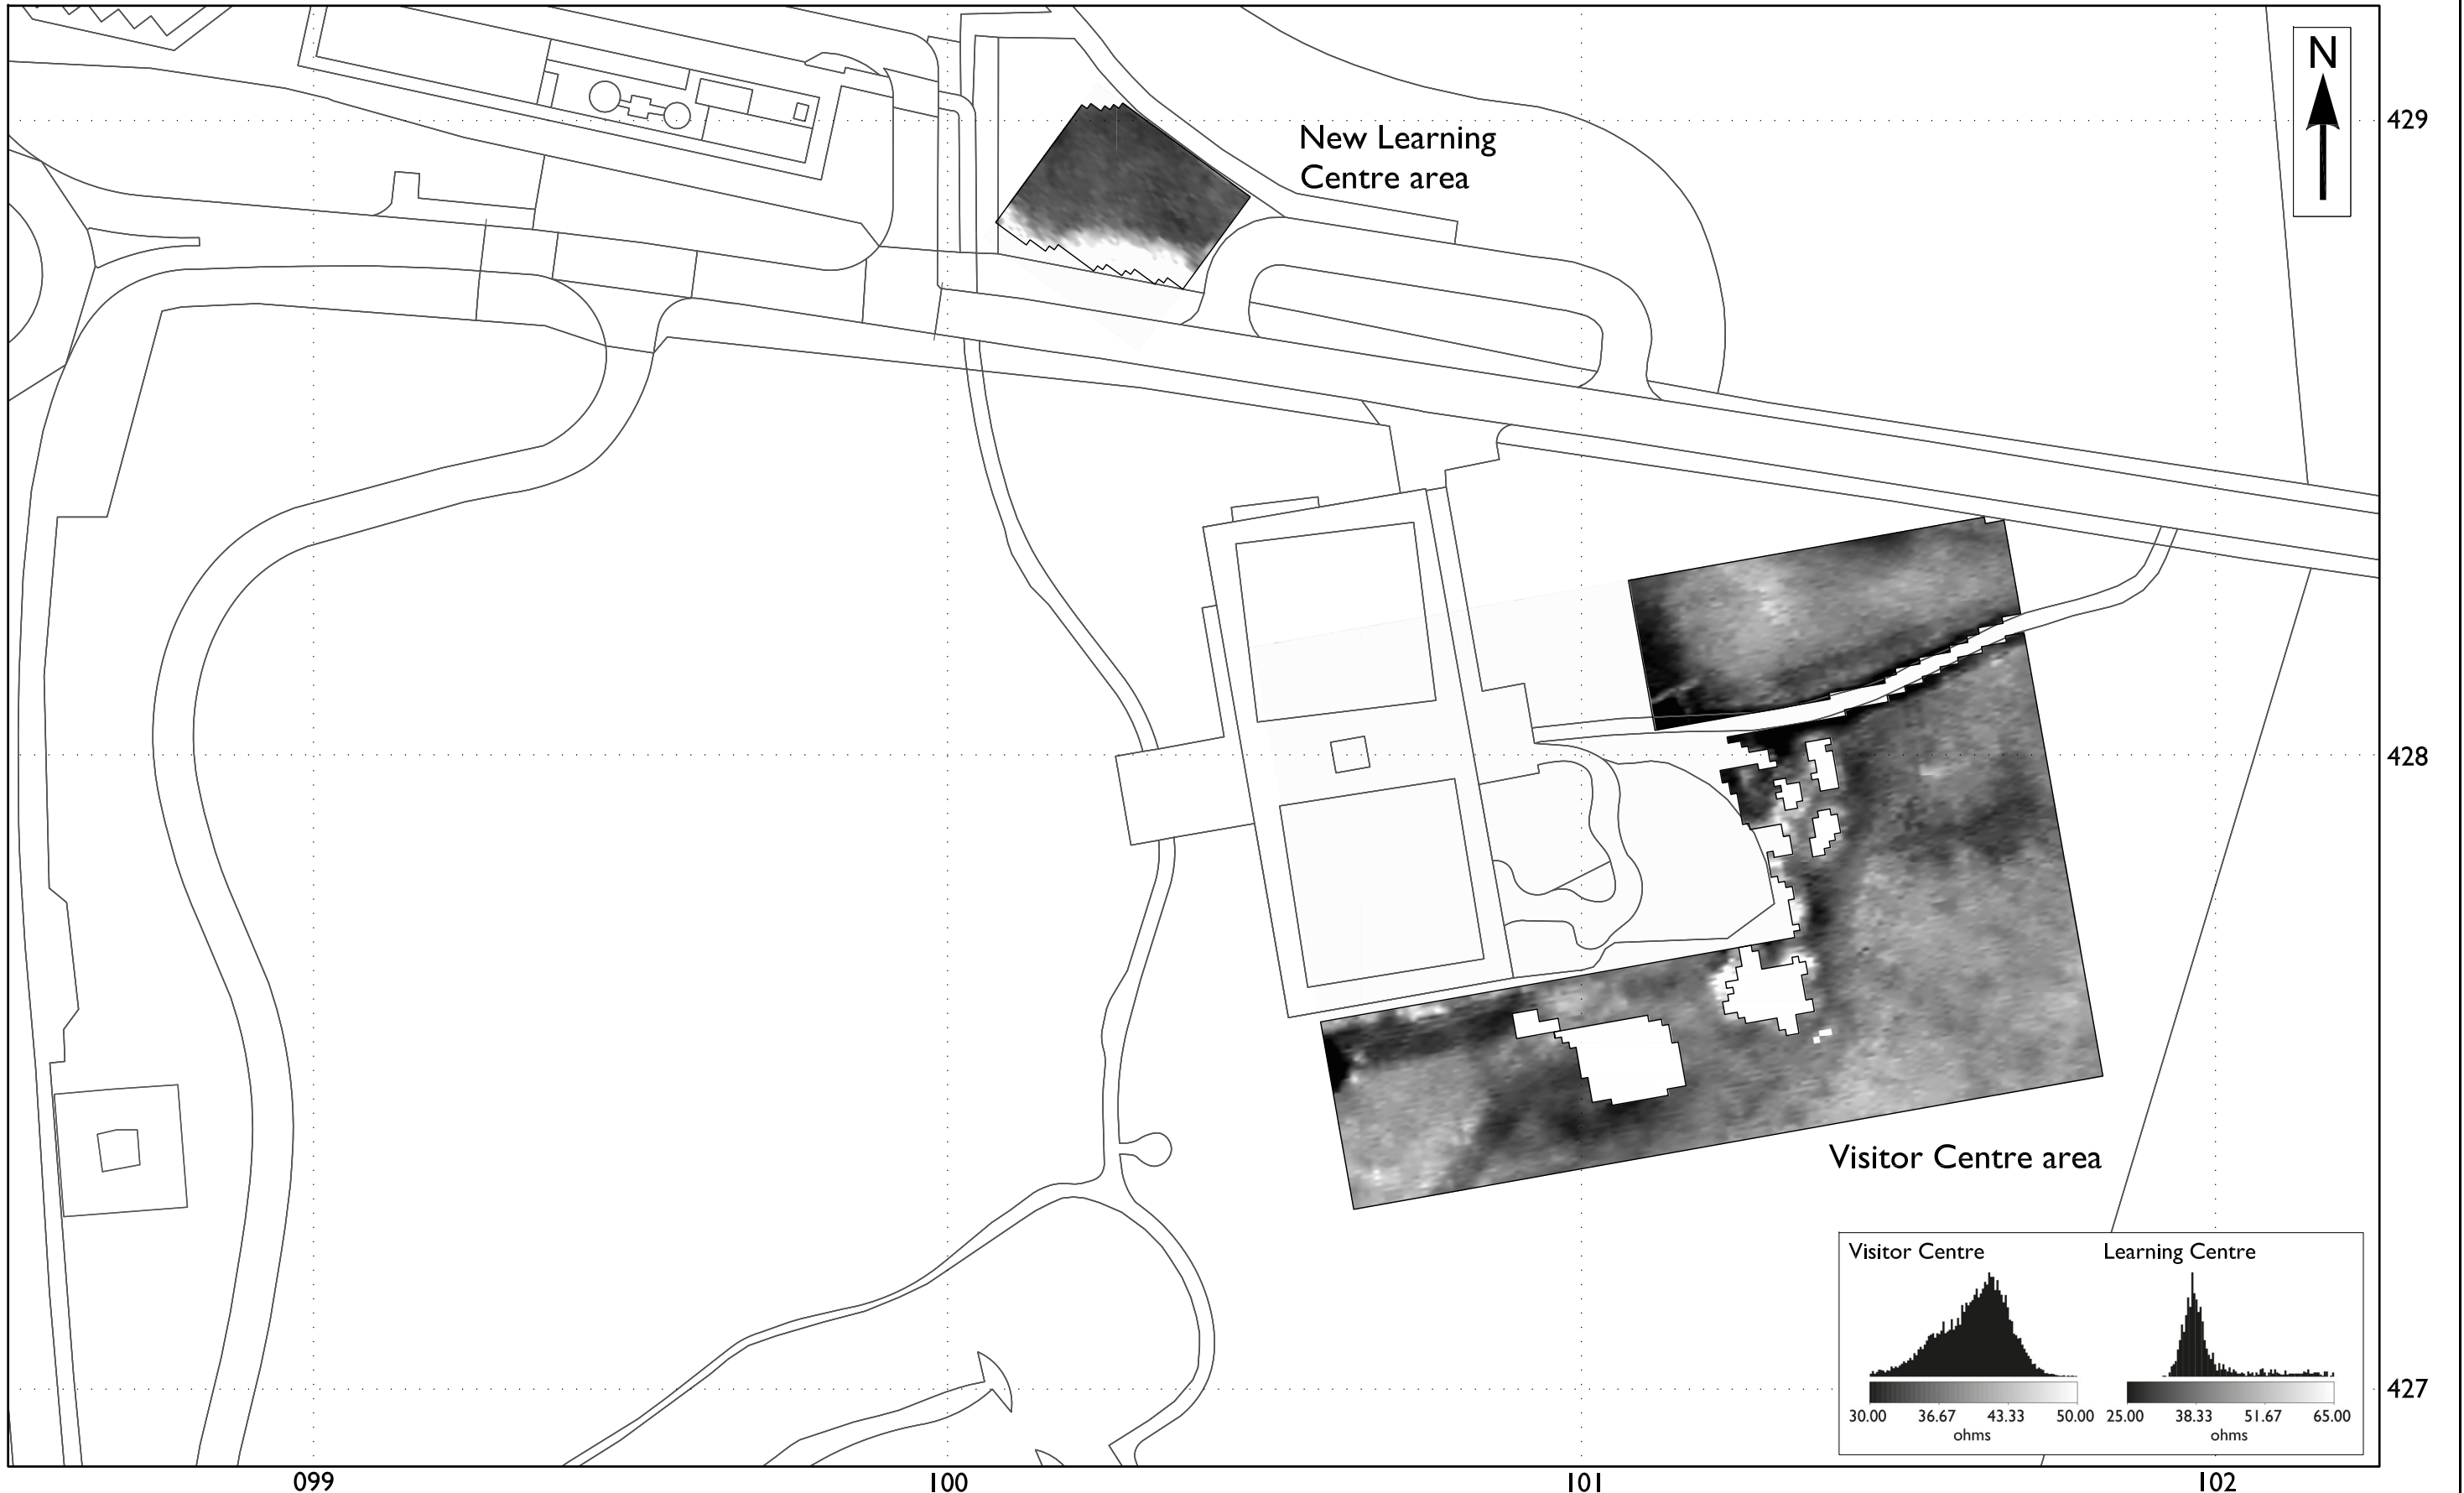 N
429
New Learning
Centre area
428
Visitor Centre area
Visitor Centre
Learning Centre
30.00 36.67 43.33 50.00 25.00 38.33 51.67 65.00
ohms ohms
427
099 100 101 102